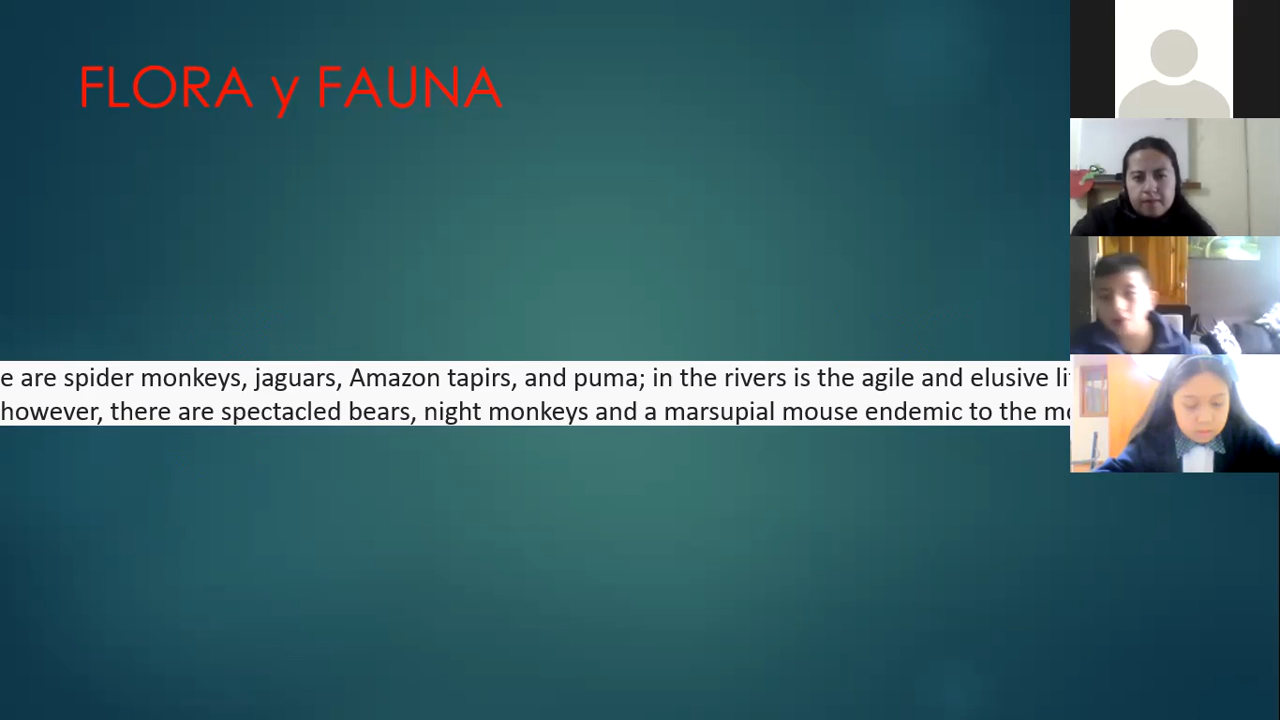 FLORA y FAUNA
e are spider monkeys, jaguars, Amazon tapirs, and puma; in the rivers is the agile and elusive
however, there are spectacled bears, night monkeys and a marsupial mouse endemic to the